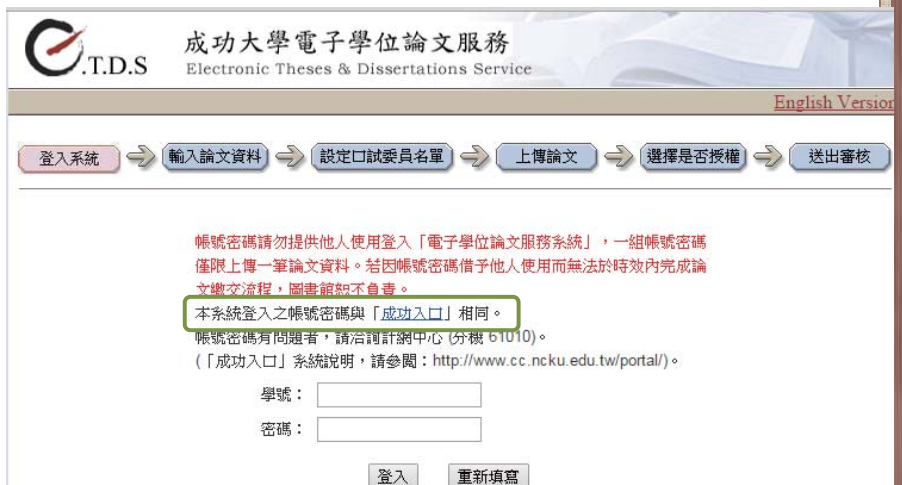 .T.D.S
成功大學電子學位論文服務
Electronic Theses & Dissertations Service
English Version
登入系統 輸入論文資料 設定口試委員名單 上傳論文 選擇是否授權 送出審核
帳號密碼請勿提供他人使用登入「電子學位論文服務系統」,一組帳號密碼
僅限上傳一筆論文資料。若因帳號密碼借予他人使用而無法於時效內完成論
文繳交流程,圖書館恕不負責。
本系統登入之帳號密碼與「成功入口」相同。
帳號密碼有問題者,請洽詢計網中心 (分機 61010)。
(「成功入口」系統說明,請參閱:http://www.cc.ncku.edu.tw/portal/)。
學號:
密碼:
登入 重新填寫